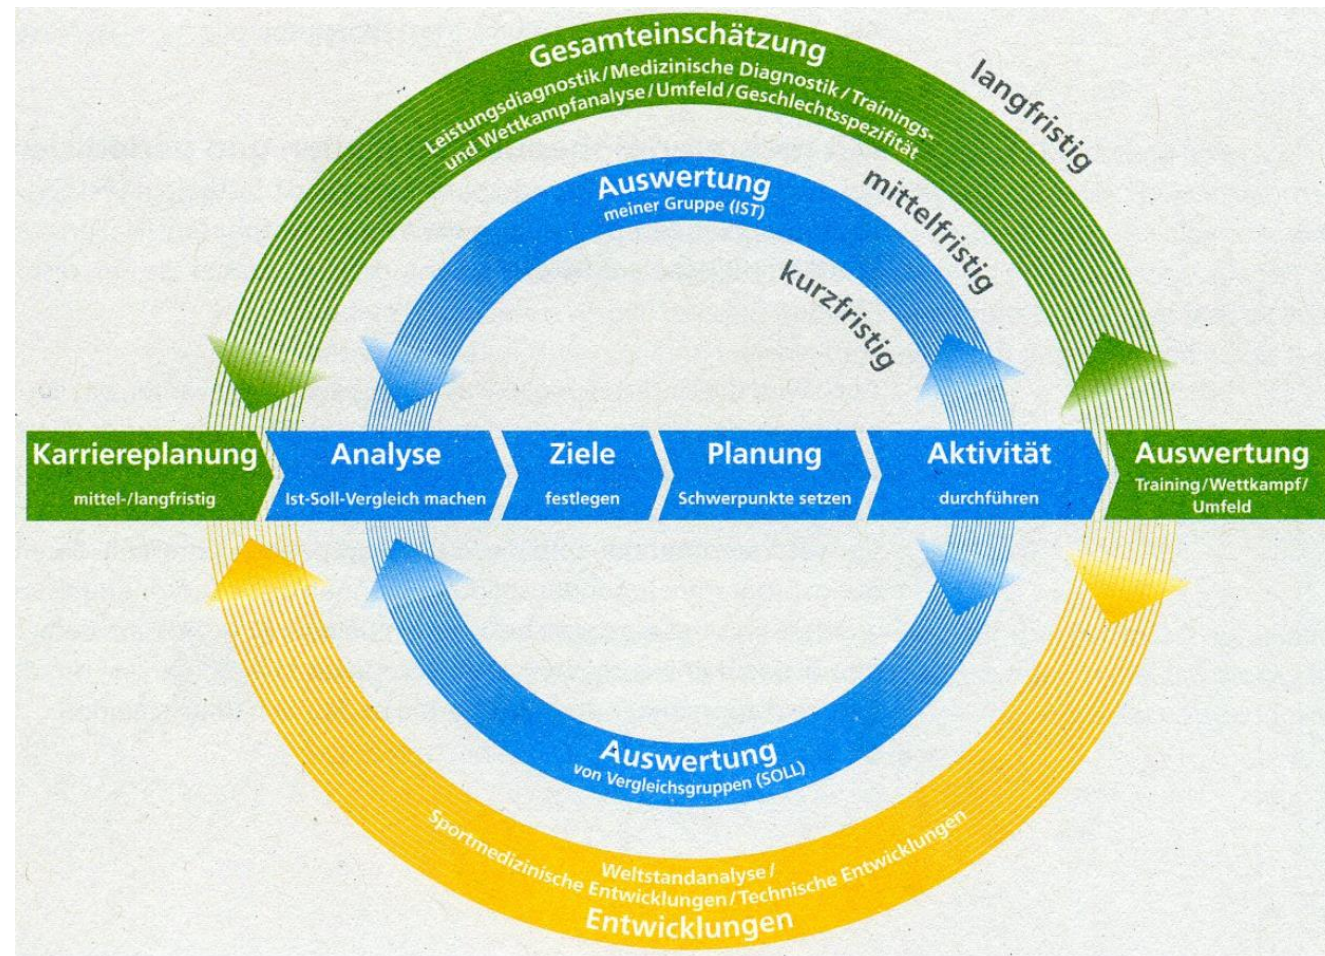 Gesamteinschätzung
Leistungsdiagnostik/Medizinische Diagnostik/Trainings-
und Wettkampfanalyse/Umfeld/Geschlechtsspezifität
langfristig
Auswertung
meiner Gruppe (IST)
mittelfristig
kurzfristig
Karriereplanung
mittel-/langfristig
Analyse
Ist-Soll-Vergleich machen
Ziele
festlegen
Planung
Schwerpunkte setzen
Aktivität
durchführen
Auswertung
Training/Wettkampf/
Umfeld
Auswertung
von Vergleichsgruppen (SOLL)
Weltstandanalyse/
Sportmedizinische Entwicklungen/Technische Entwicklungen
Entwicklungen